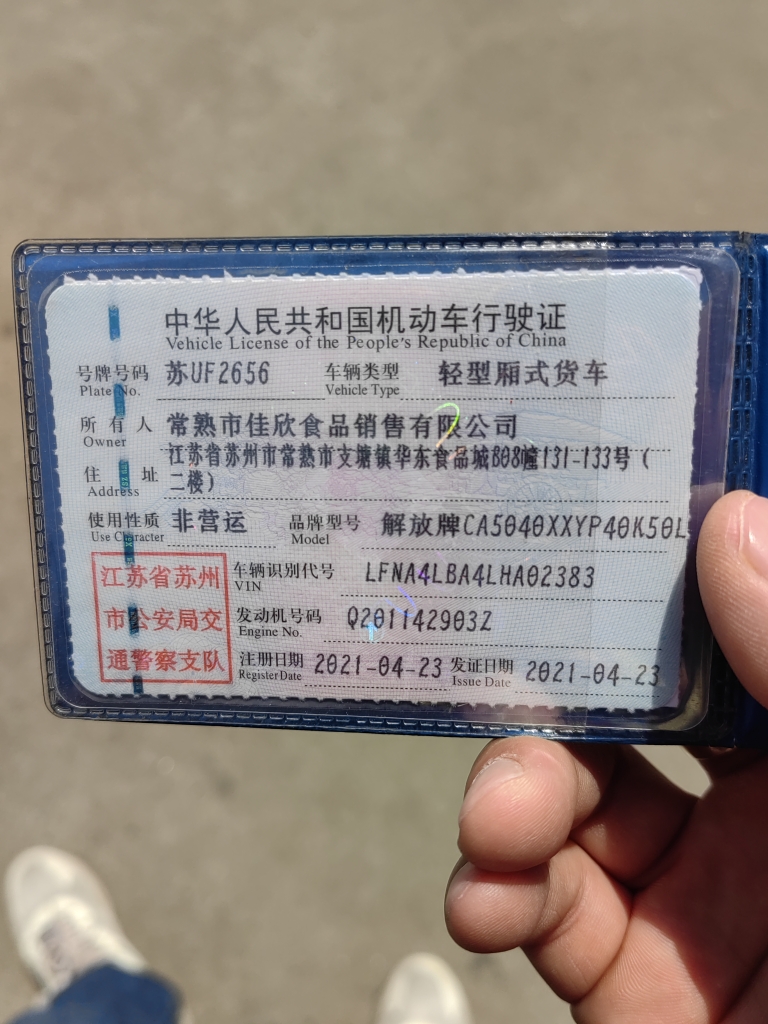 中华人民共和国机动车行驶证
Vehicle License of the People's Republic of China
号牌号码 苏UF2656 车辆类型 轻型厢式货车
Plate No. Vehicle Type
所有人 常熟市佳欣食品销售有限公司
Owner
江苏省苏州市常熟市支塘镇华东食品城B08幢131-133号（
住址 二楼）
Address
使用性质 非营运 品牌型号 解放牌CA5040XXYP40K50L
Use Character Model
江苏省苏州 车辆识别代号 LFNA4LBA4LHA02383
VIN
市公安局交 发动机号码 Q201142903Z
Engine No.
通警察支队 注册日期 2021-04-23 发证日期 2021-04-23
Register Date Issue Date